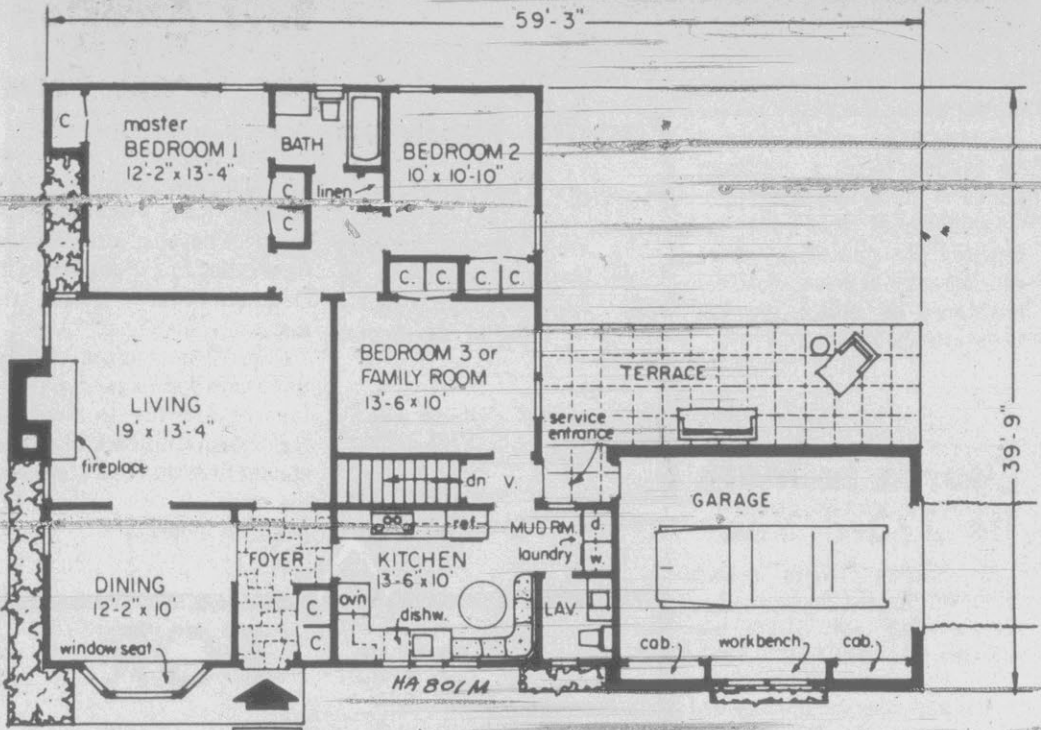 59'-3"
C
master
BEDROOM 1
12'-2" x 13'-4"
BATH
C
C
linen
BEDROOM 2
10' x 10'-10"
C. C. C. C.
BEDROOM 3 or
FAMILY ROOM
13'-6 x 10'
TERRACE
39'-9"
LIVING
19' x 13'-4"
fireplace
service
entrance
dn V.
GARAGE
ref.
MUD RM.
laundry
d.
w.
FOYER
KITCHEN
13'-6 x 10'
DINING
12'-2" x 10'
ovn
dishw.
LAV.
C.
C
window seat
cab. workbench cab.
HABOLM